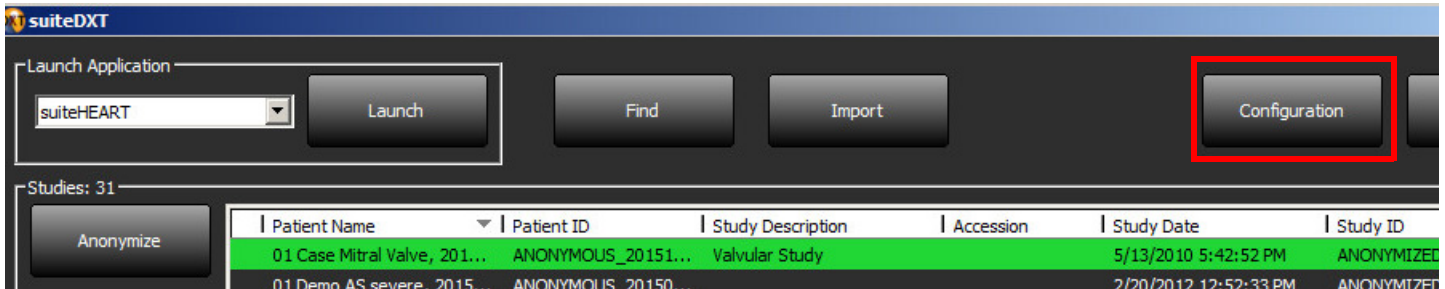 suiteDXT
Launch Application
suiteHEART
Launch
Find
Import
Configuration
Studies: 31
Anonymize
Patient Name
Patient ID
Study Description
Accession
Study Date
Study ID
01 Case Mitral Valve, 201...
ANONYMOUS_20151...
Valvular Study
5/13/2010 5:42:52 PM
ANONYMIZED
01 Demo AS severe, 2015...
ANONYMOUS_20150...
2/20/2012 12:52:33 PM
ANONYMIZED